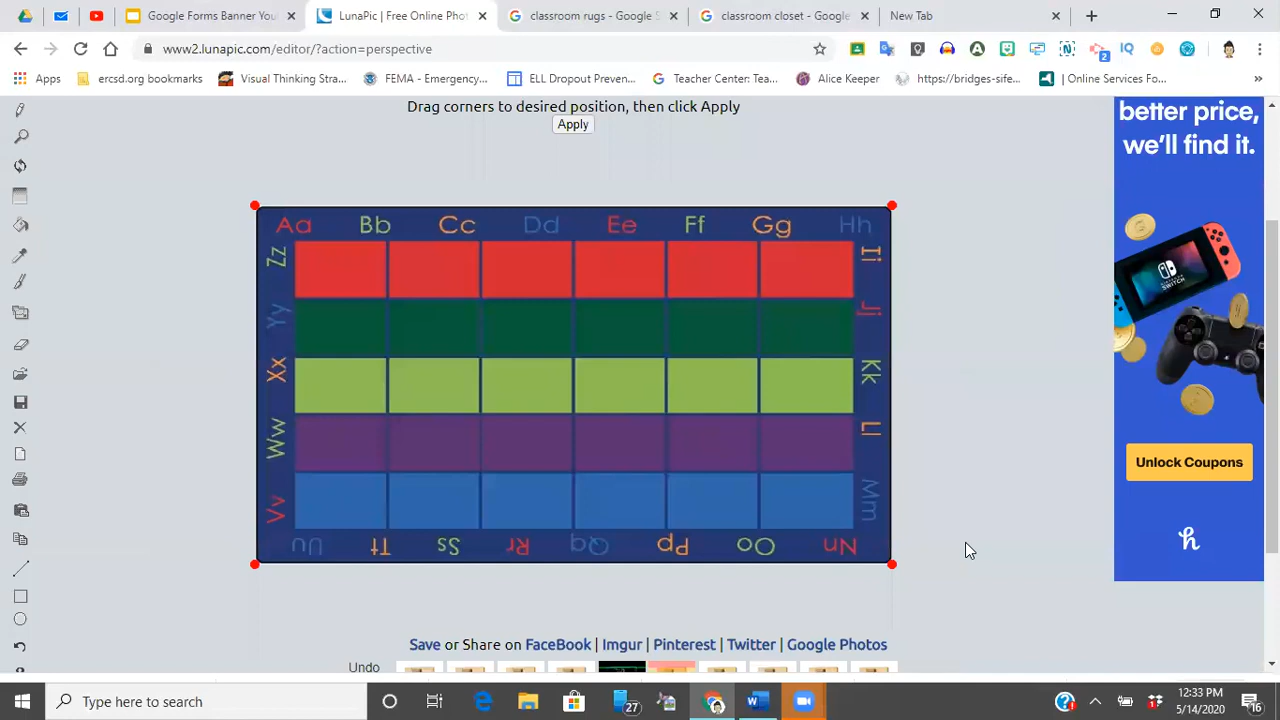 Google Forms Banner You
LunaPic | Free Online Phot
classroom rugs - Google S
classroom closet - Google
New Tab
www2.lunapic.com/editor/?action=perspective
Apps
ercsd.org bookmarks
Visual Thinking Stra...
FEMA - Emergency...
ELL Dropout Preven...
Teacher Center: Tea...
Alice Keeper
https://bridges-sife...
| Online Services Fo...
Drag corners to desired position, then click Apply
Apply
better price,
we'll find it.
Unlock Coupons
Aa Bb Cc Dd Ee Ff Gg Hh
Ii
Jj
Kk
Ll
Mm
Nn
Oo
Pp
Qq
Rr
Ss
Tt
Uu
Vv
Ww
Xx
Yy
Zz
Save or Share on FaceBook | Imgur | Pinterest | Twitter | Google Photos
Undo
Type here to search
27
12:33 PM
5/14/2020
16